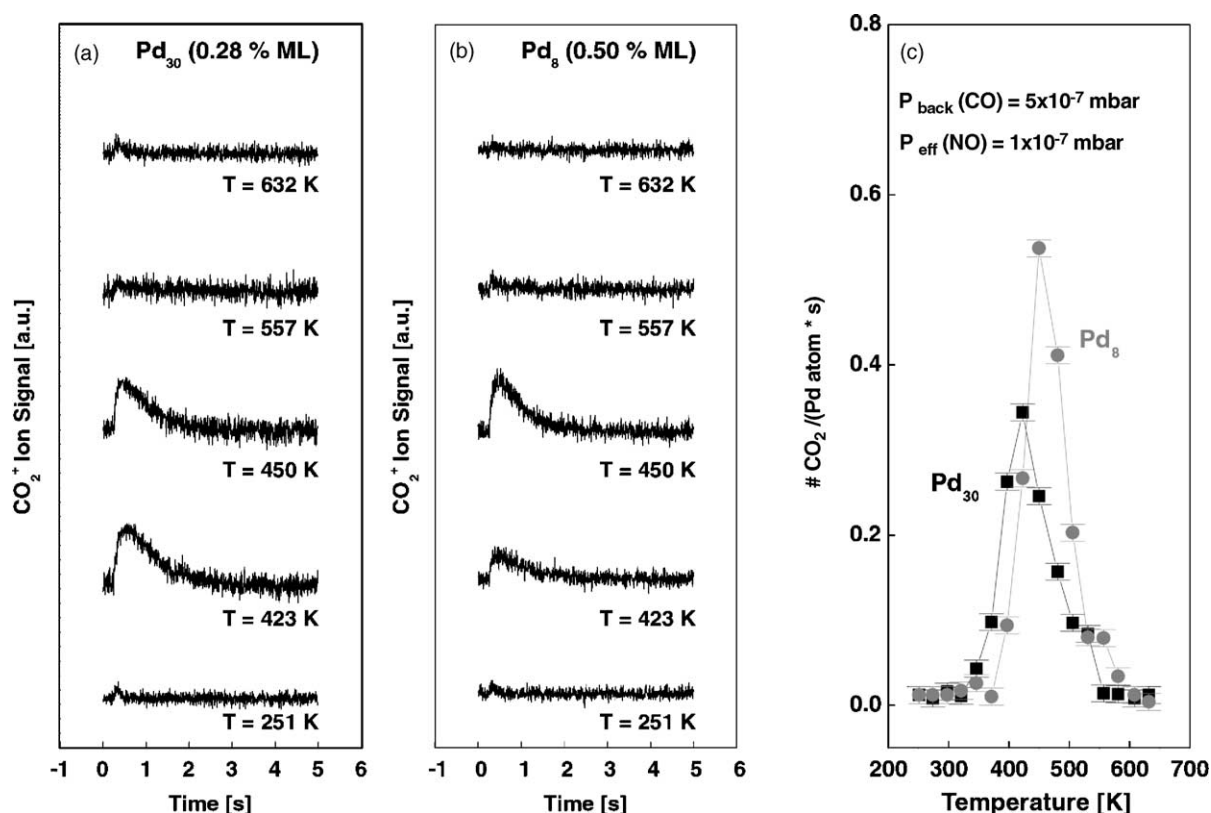 (a) Pd30 (0.28 % ML)
T = 632 K
T = 557 K
T = 450 K
T = 423 K
T = 251 K
CO2+ Ion Signal [a.u.]
-1 0 1 2 3 4 5 6
Time [s]
(b) Pd8 (0.50 % ML)
T = 632 K
T = 557 K
T = 450 K
T = 423 K
T = 251 K
CO2+ Ion Signal [a.u.]
-1 0 1 2 3 4 5 6
Time [s]
(c)
P back (CO) = 5x10-7 mbar
P eff (NO) = 1x10-7 mbar
Pd8
Pd30
# CO2 /(Pd atom * s)
0.8
0.6
0.4
0.2
0.0
200 300 400 500 600 700
Temperature [K]